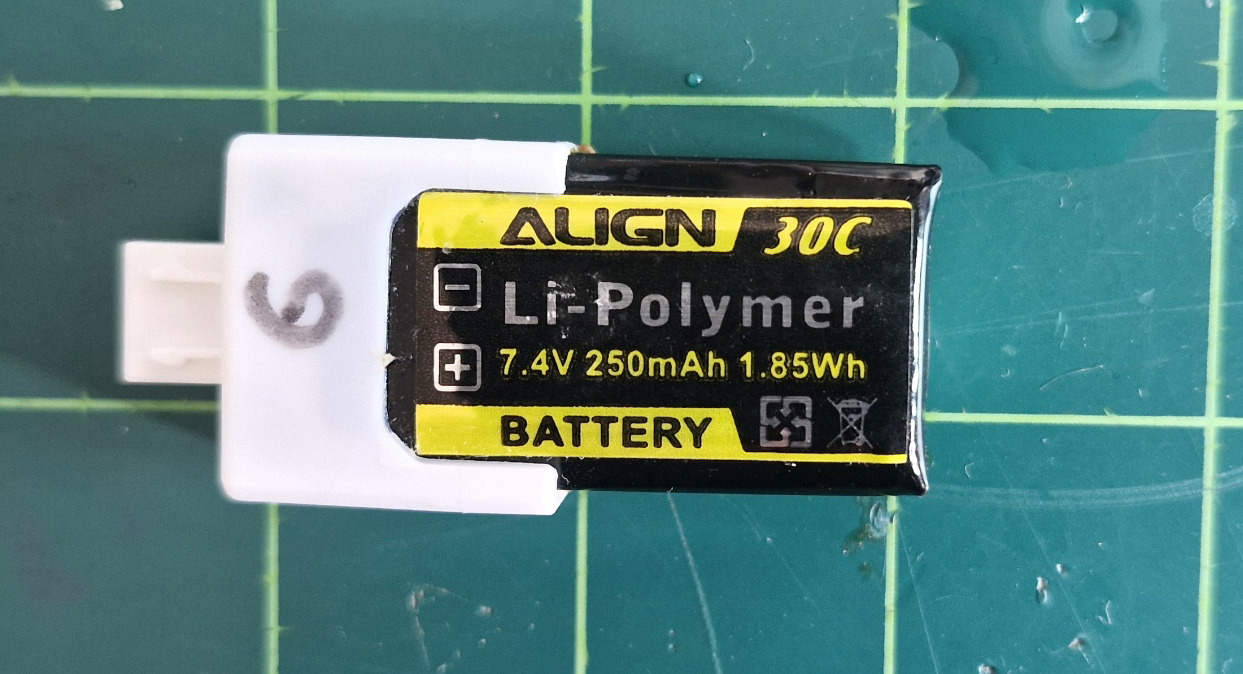 6
ALIGN 30C
- Li-Polymer
+ 7.4V 250mAh 1.85Wh
BATTERY